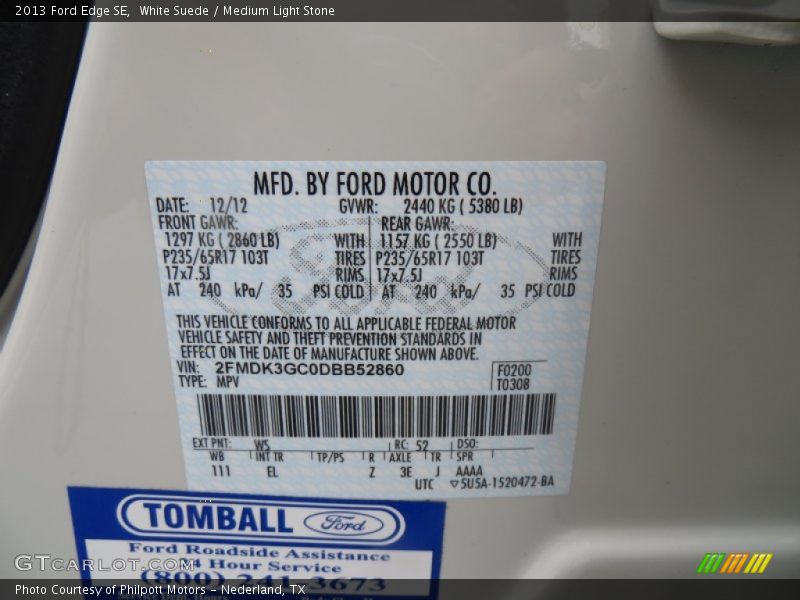 2013 Ford Edge SE, White Suede / Medium Light Stone
MFD. BY FORD MOTOR CO.
DATE: 12/12 GVWR: 2440 KG ( 5380 LB)
FRONT GAWR: REAR GAWR:
1297 KG ( 2860 LB) WITH 1157 KG ( 2550 LB) WITH
P235/65R17 103T TIRES P235/65R17 103T TIRES
17x7.5J RIMS 17x7.5J RIMS
AT 240 kPa/ 35 PSI COLD AT 240 kPa/ 35 PSI COLD
THIS VEHICLE CONFORMS TO ALL APPLICABLE FEDERAL MOTOR
VEHICLE SAFETY AND THEFT PREVENTION STANDARDS IN
EFFECT ON THE DATE OF MANUFACTURE SHOWN ABOVE.
VIN: 2FMDK3GC0DBB52860 F0200
TYPE: MPV T0308
EXT PNT: WS RC: 52 DSO:
WB INT TR TP/PS R AXLE TR SPR
111 EL Z 3E J AAAA
UTC ▽5U5A-1520472-BA
TOMBALL Ford
Ford Roadside Assistance
24 Hour Service
(800) 241-3673
GTCARLOT.COM
Photo Courtesy of Philpott Motors - Nederland, TX